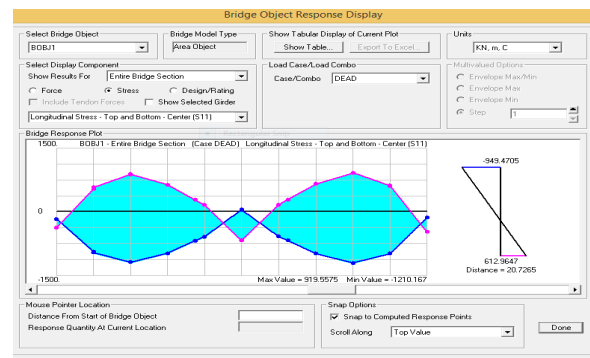 Bridge Object Response Display
Select Bridge Object
BOBJ1
Bridge Model Type
Area Object
Show Tabular Display of Current Plot
Show Table...
Export To Excel...
Units
KN, m, C
Select Display Component
Show Results For
Entire Bridge Section
Force
Stress
Design/Rating
Include Tendon Forces
Show Selected Girder
Longitudinal Stress - Top and Bottom - Center (S11)
Load Case/Load Combo
Case/Combo
DEAD
Multivalued Options
Envelope Max/Min
Envelope Max
Envelope Min
Step
1
Bridge Response Plot
1500.
BOBJ1 - Entire Bridge Section (Case DEAD) Longitudinal Stress - Top and Bottom - Center (S11)
0
-1500.
Max Value = 919.5575 Min Value = -1210.167
-949.4705
612.9647
Distance = 20.7265
Mouse Pointer Location
Distance From Start of Bridge Object
Response Quantity At Current Location
Snap Options
Snap to Computed Response Points
Scroll Along
Top Value
Done